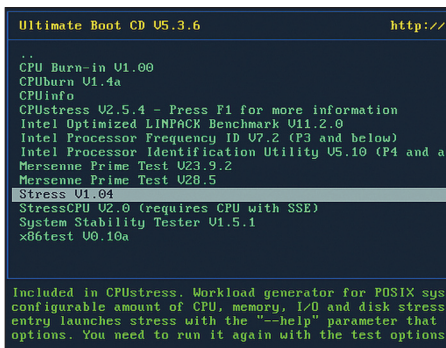 Ultimate Boot CD V5.3.6 http://
..
CPU Burn-in V1.00
CPUburn V1.4a
CPUinfo
CPUstress V2.5.4 - Press F1 for more information
Intel Optimized LINPACK Benchmark V11.2.0
Intel Processor Frequency ID V7.2 (P3 and below)
Intel Processor Identification Utility V5.10 (P4 and a
Mersenne Prime Test V23.9.2
Mersenne Prime Test V28.5
Stress V1.04
StressCPU V2.0 (requires CPU with SSE)
System Stability Tester V1.5.1
x86test V0.10a
Included in CPUstress. Workload generator for POSIX sys
configurable amount of CPU, memory, I/O and disk stress
entry launches stress with the "--help" parameter that
options. You need to run it again with the test options